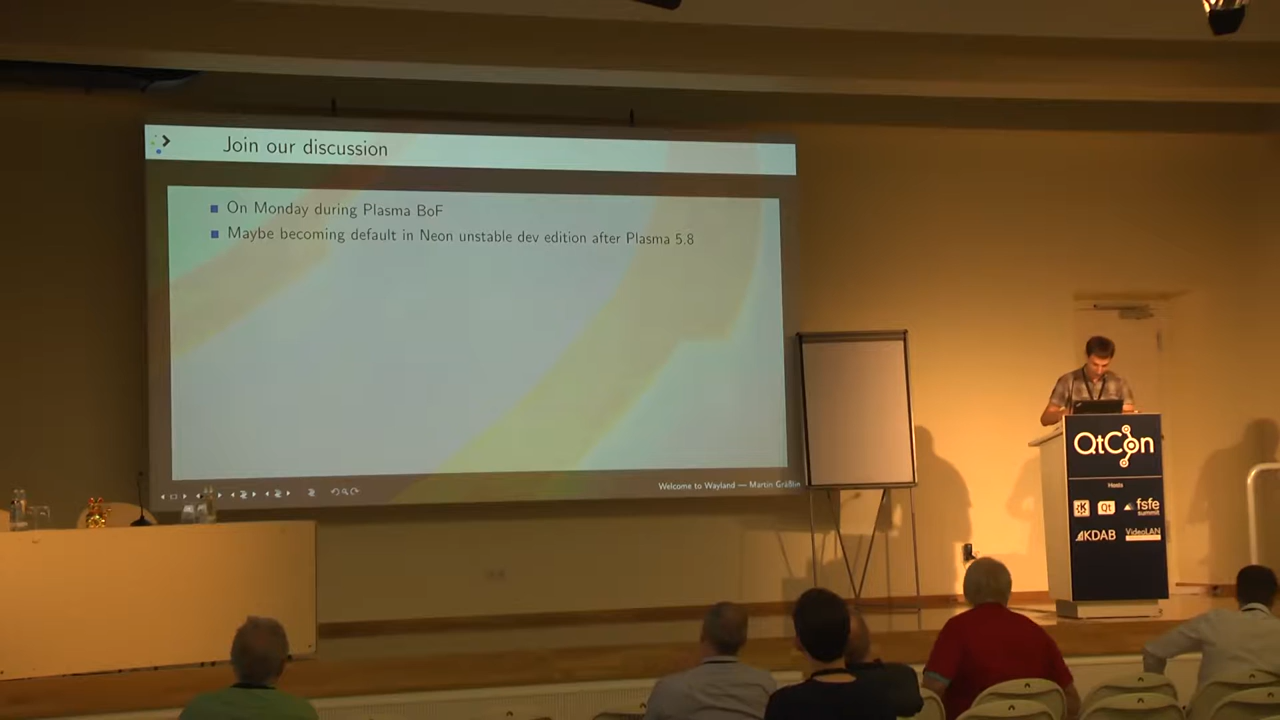 Join our discussion
On Monday during Plasma BoF
Maybe becoming default in Neon unstable dev edition after Plasma 5.8
Welcome to Wayland — Martin Gräßlin
QtCon
Hosts
Qt
fsfe
summit
KDAB
VideoLAN